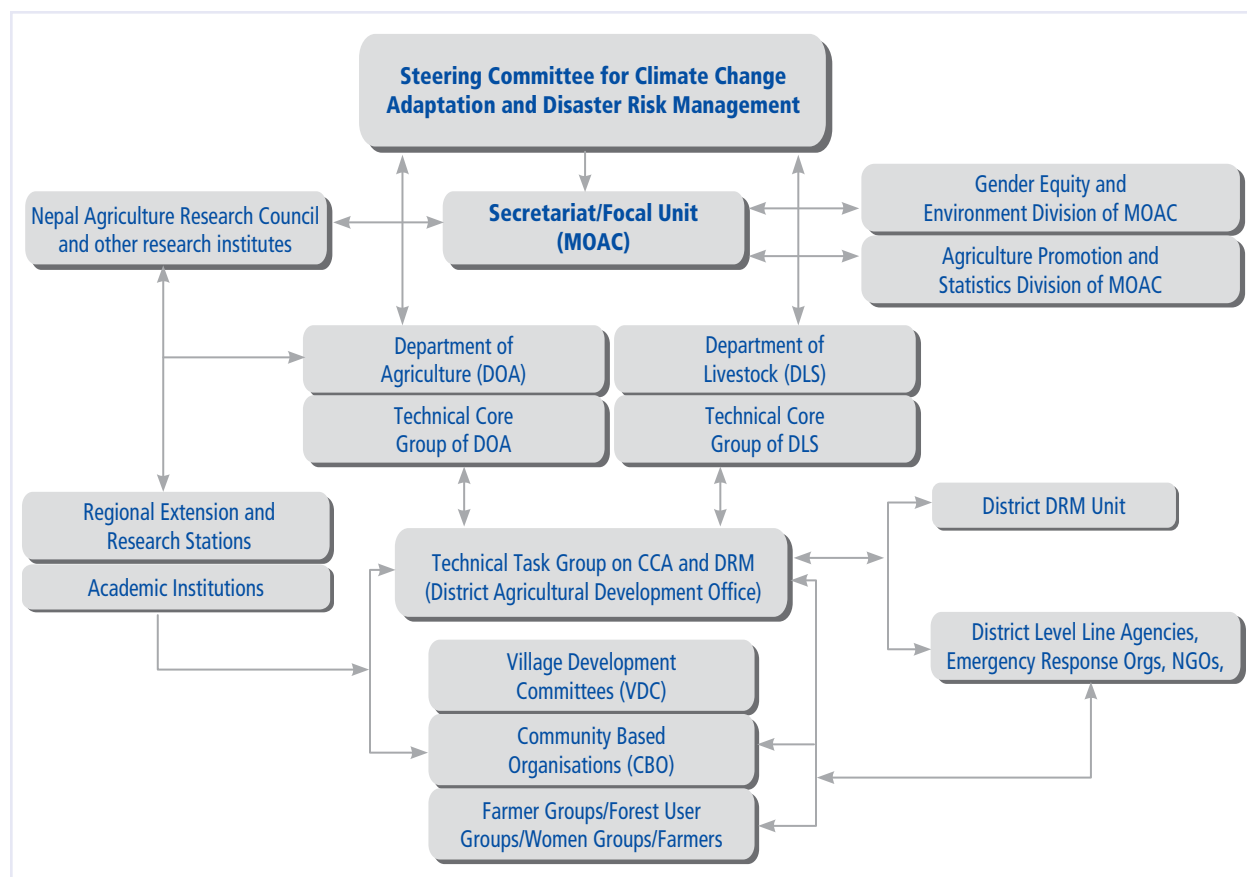 Steering Committee for Climate Change
Adaptation and Disaster Risk Management
Nepal Agriculture Research Council
and other research institutes
Secretariat/Focal Unit
(MOAC)
Gender Equity and
Environment Division of MOAC
Agriculture Promotion and
Statistics Division of MOAC
Department of
Agriculture (DOA)
Department of
Livestock (DLS)
Technical Core
Group of DOA
Technical Core
Group of DLS
Regional Extension and
Research Stations
Academic Institutions
Technical Task Group on CCA and DRM
(District Agricultural Development Office)
District DRM Unit
District Level Line Agencies,
Emergency Response Orgs, NGOs,
Village Development
Committees (VDC)
Community Based
Organisations (CBO)
Farmer Groups/Forest User
Groups/Women Groups/Farmers